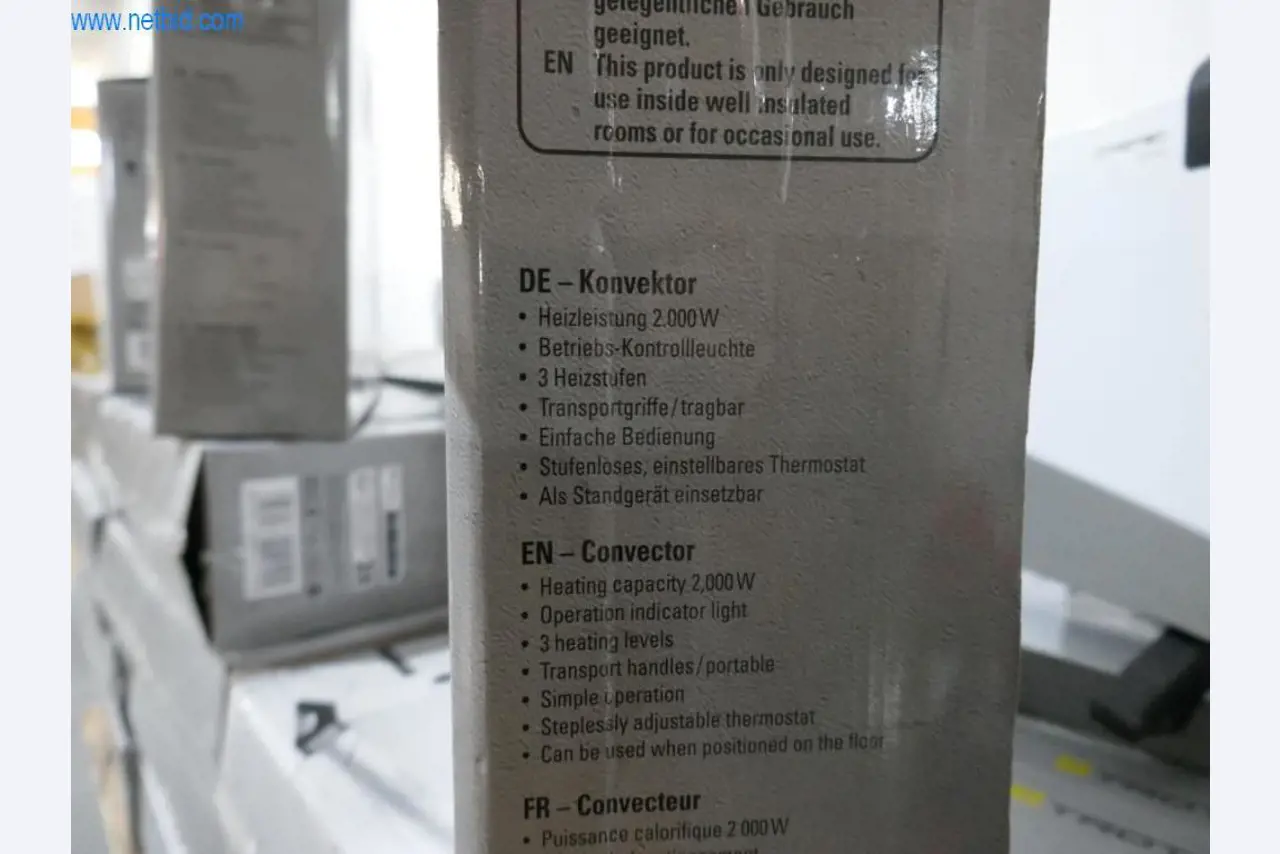 www.netbid.com
gelegentlichen Gebrauch
geeignet.
EN This product is only designed for
use inside well insulated
rooms or for occasional use.
DE – Konvektor
• Heizleistung 2.000 W
• Betriebs-Kontrollleuchte
• 3 Heizstufen
• Transportgriffe/tragbar
• Einfache Bedienung
• Stufenloses, einstellbares Thermostat
• Als Standgerät einsetzbar
EN – Convector
• Heating capacity 2,000 W
• Operation indicator light
• 3 heating levels
• Transport handles/portable
• Simple operation
• Steplessly adjustable thermostat
• Can be used when positioned on the floor
FR – Convecteur
• Puissance calorifique 2 000 W